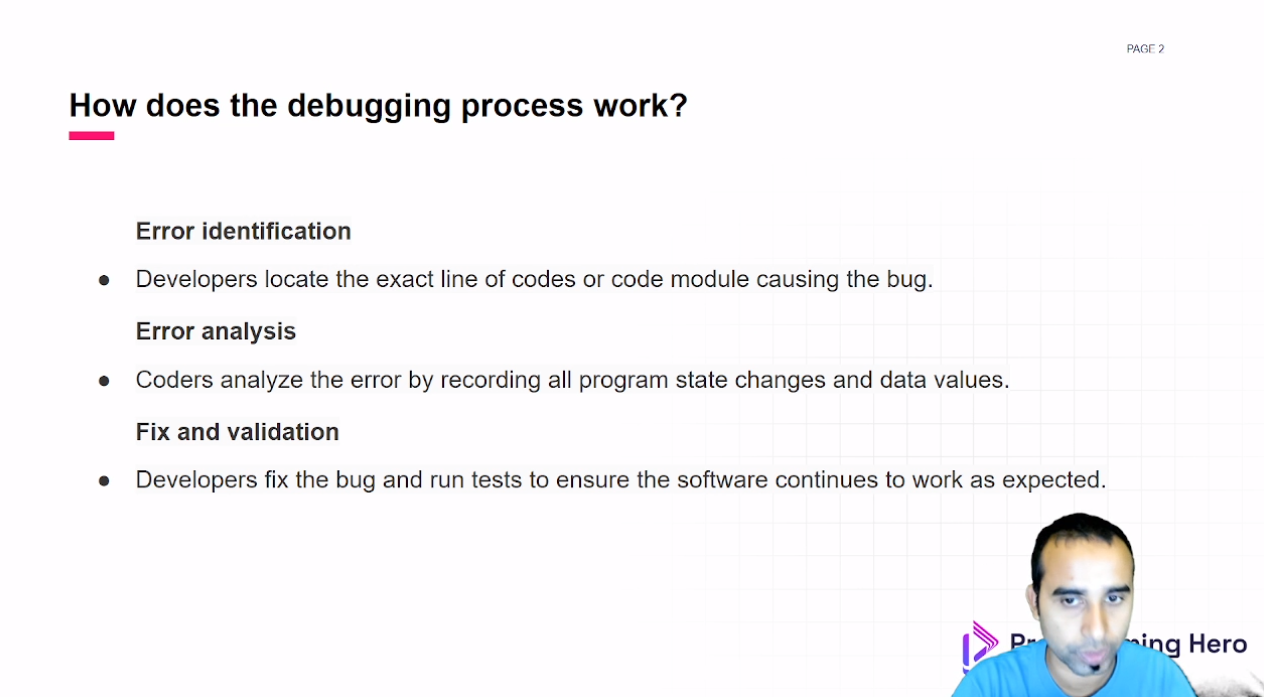 PAGE 2
How does the debugging process work?
Error identification
● Developers locate the exact line of codes or code module causing the bug.
Error analysis
● Coders analyze the error by recording all program state changes and data values.
Fix and validation
● Developers fix the bug and run tests to ensure the software continues to work as expected.
Hero